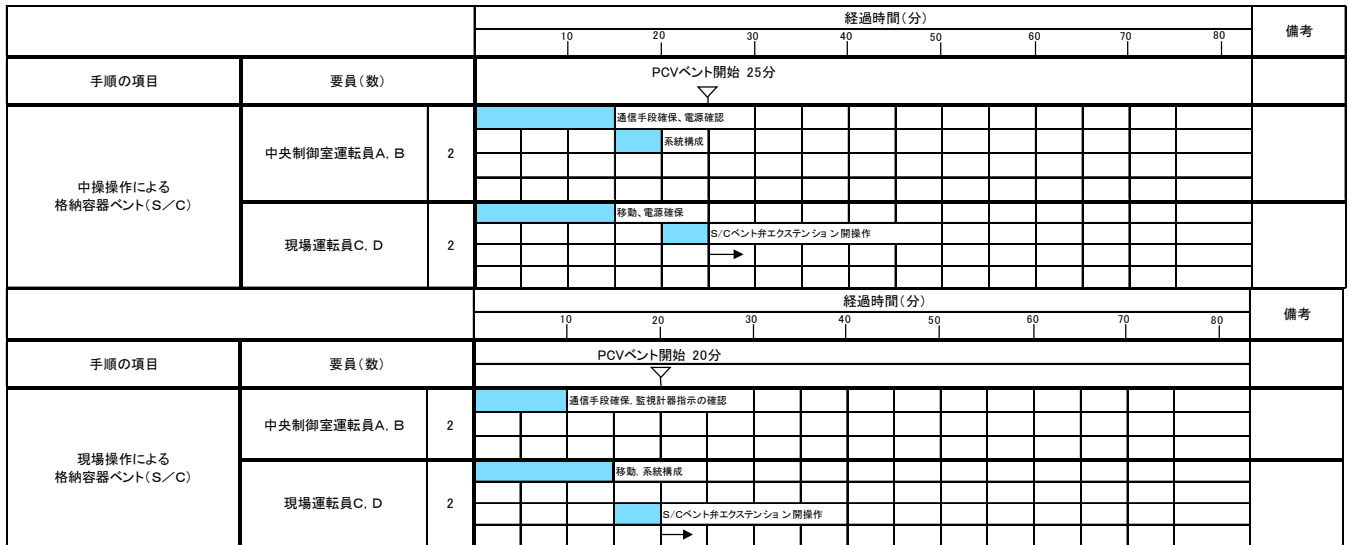 経過時間(分)
備考
10 20 30 40 50 60 70 80
手順の項目
要員(数)
PCVベント開始 25分
中操操作による
格納容器ベント(S/C)
中央制御室運転員A, B
2
通信手段確保、電源確認
系統構成
現場運転員C, D
2
移動、電源確保
S/Cベント弁エクステンション開操作
経過時間(分)
備考
10 20 30 40 50 60 70 80
手順の項目
要員(数)
PCVベント開始 20分
現場操作による
格納容器ベント(S/C)
中央制御室運転員A, B
2
通信手段確保, 監視計器指示の確認
現場運転員C, D
2
移動, 系統構成
S/Cベント弁エクステンション開操作